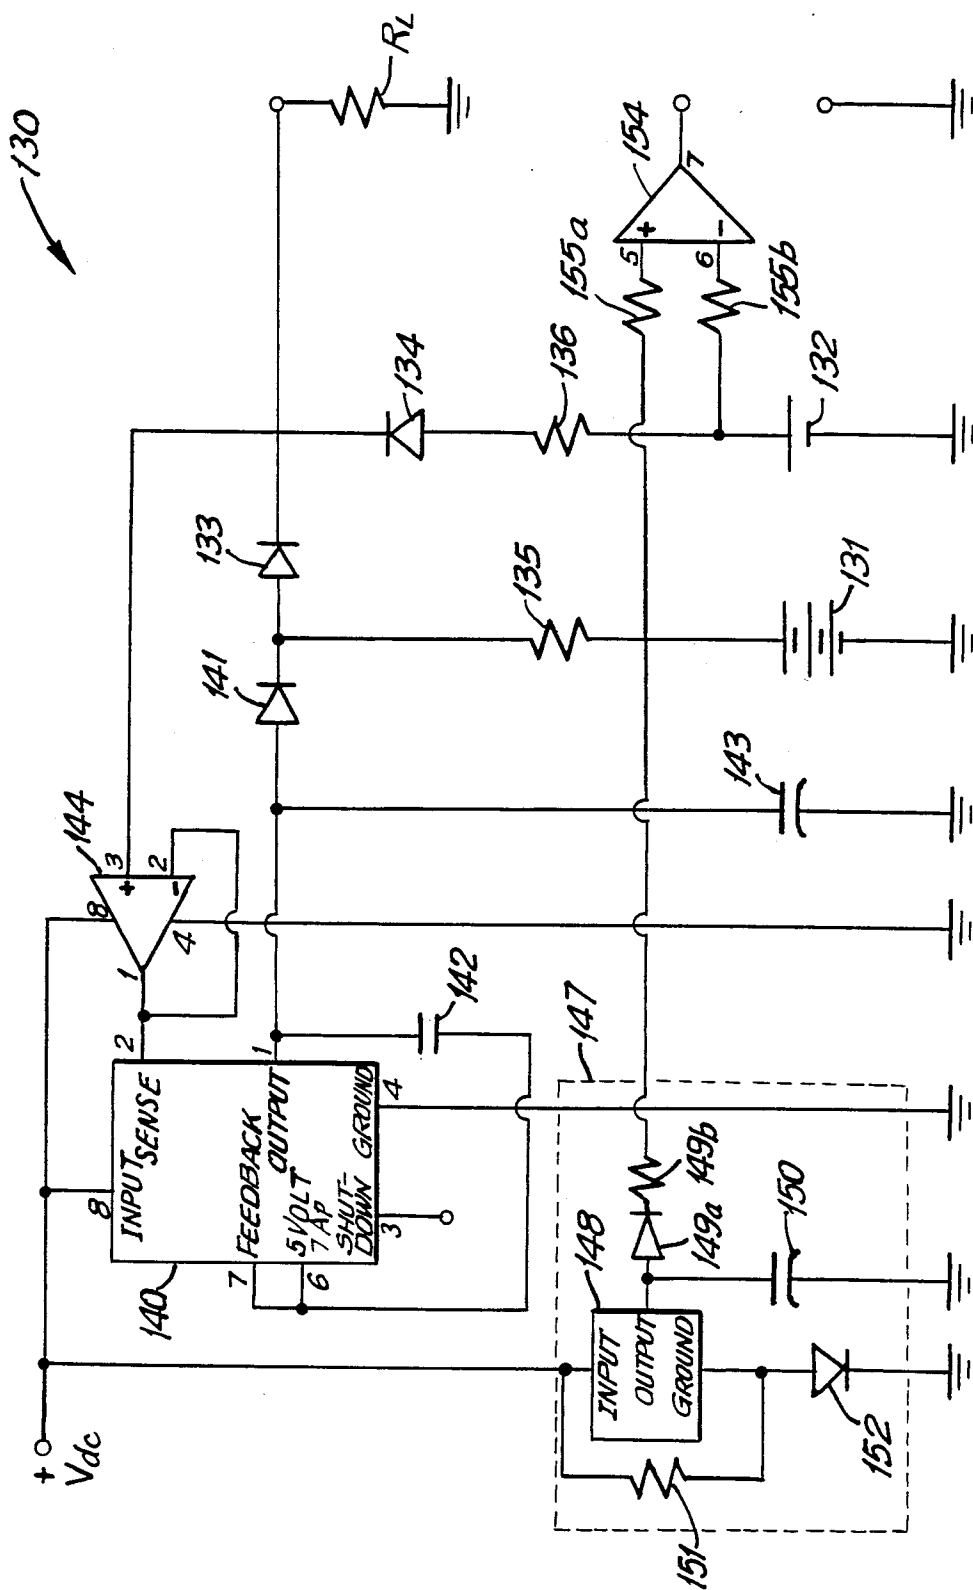 130
+
Vdc
8
INPUT
SENSE
2
FEEDBACK
OUTPUT
1
5 VOLT
7 AP
SHUT-
DOWN
GROUND
7
6
3
4
140
1
8
4
3
2
+
-
144
142
143
141
133
134
RL
135
136
131
132
147
148
INPUT
OUTPUT
GROUND
149a
149b
150
151
152
155a
155b
5
6
+
-
7
154